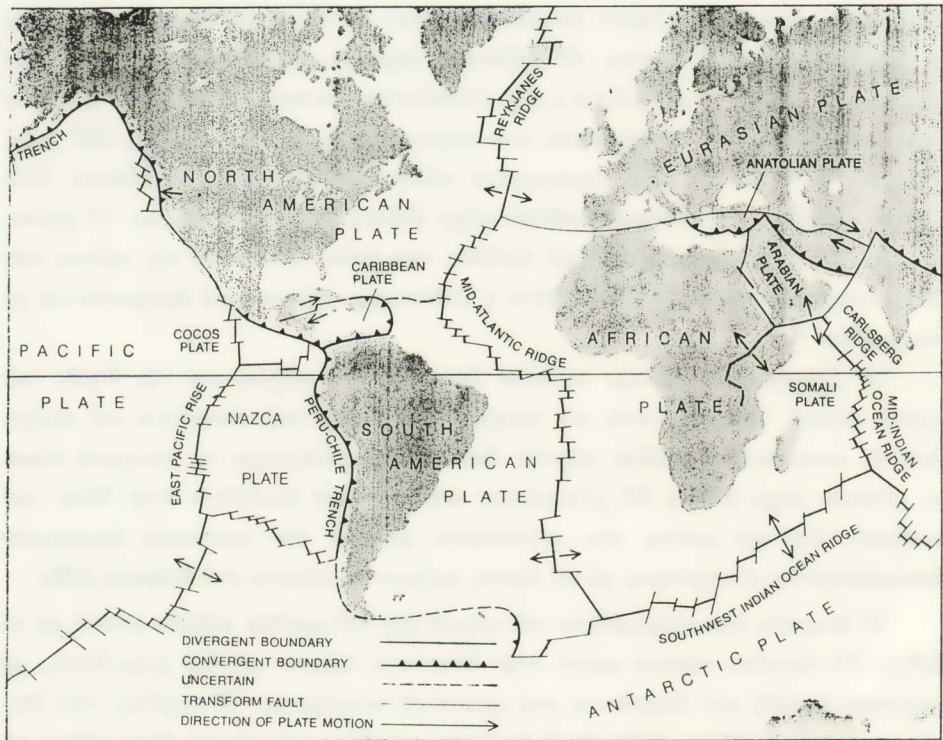 TRENCH
NORTH
AMERICAN
PLATE
REYKJANES
RIDGE
EURASIAN PLATE
ANATOLIAN PLATE
CARIBBEAN
PLATE
ARABIAN
PLATE
COCOS
PLATE
MID-ATLANTIC RIDGE
AFRICAN
PLATE
CARLSBERG
RIDGE
SOMALI
PLATE
MID-INDIAN
OCEAN RIDGE
PACIFIC
PLATE
EAST PACIFIC RISE
NAZCA
PLATE
PERU-CHILE TRENCH
SOUTH
AMERICAN
PLATE
SOUTHWEST INDIAN OCEAN RIDGE
ANTARCTIC PLATE
DIVERGENT BOUNDARY
CONVERGENT BOUNDARY
UNCERTAIN
TRANSFORM FAULT
DIRECTION OF PLATE MOTION